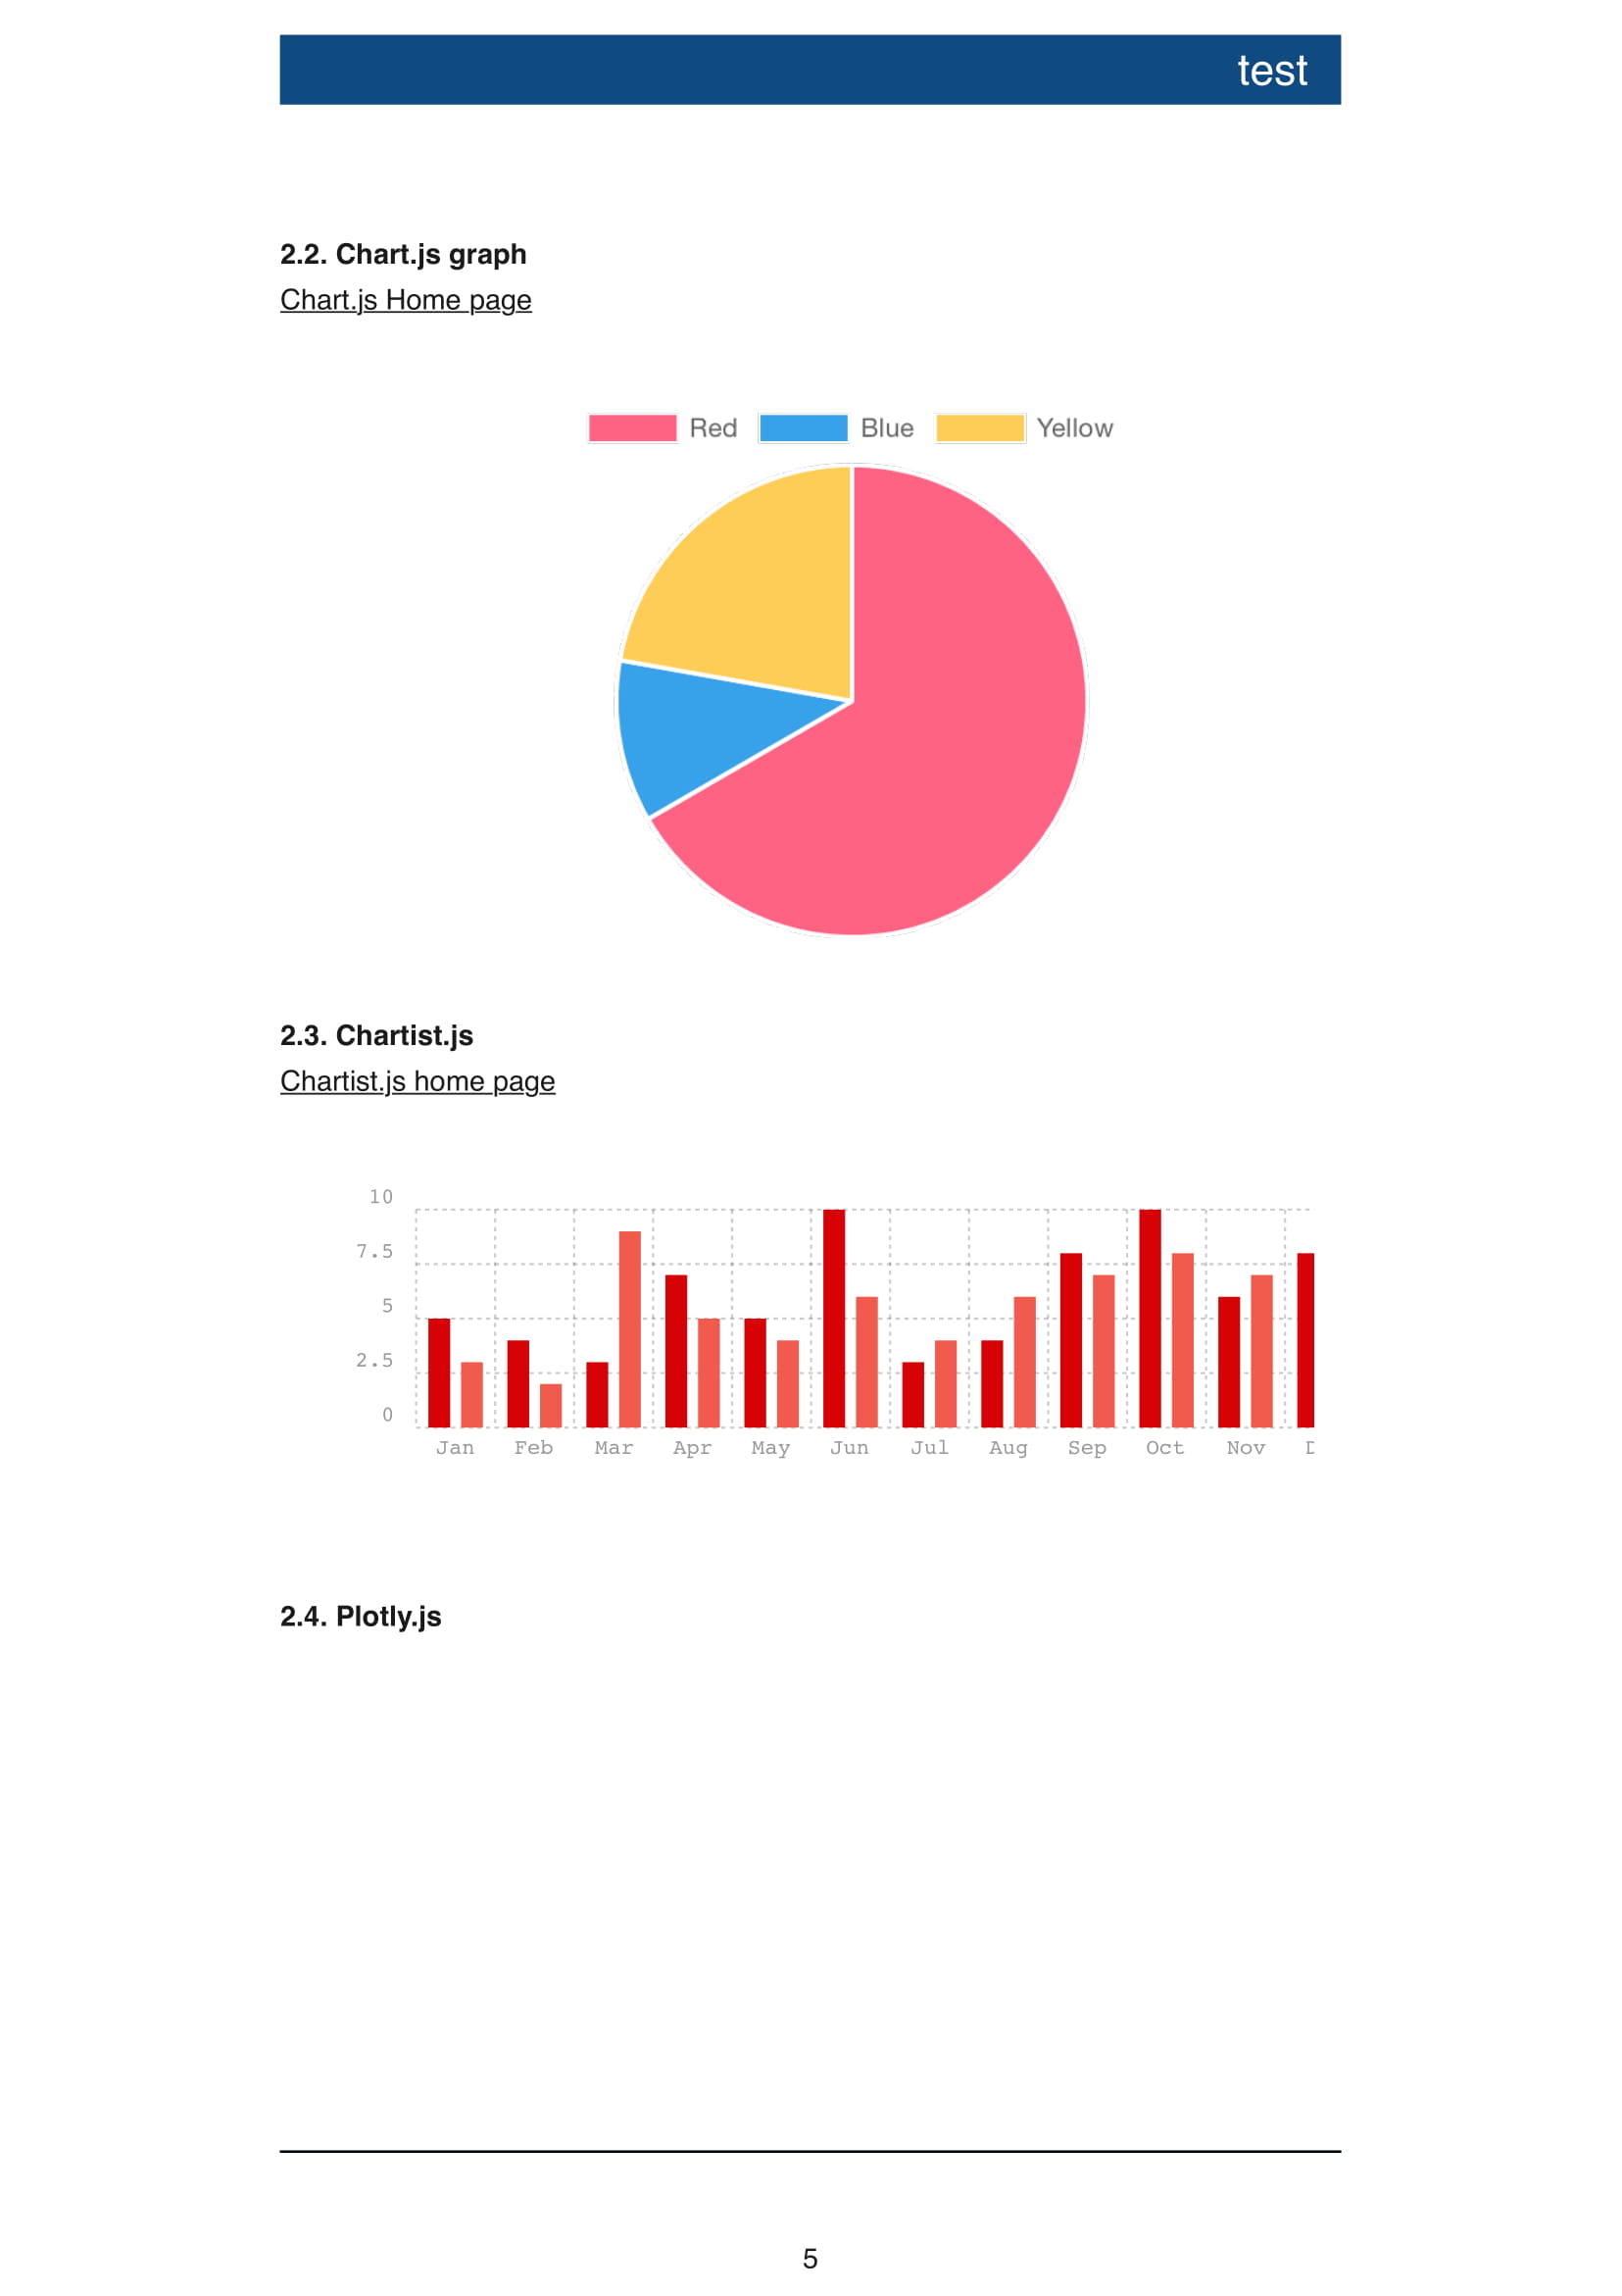 test
2.2. Chart.js graph
Chart.js Home page
Red Blue Yellow
2.3. Chartist.js
Chartist.js home page
10
7.5
5
2.5
0
Jan Feb Mar Apr May Jun Jul Aug Sep Oct Nov
2.4. Plotly.js
5